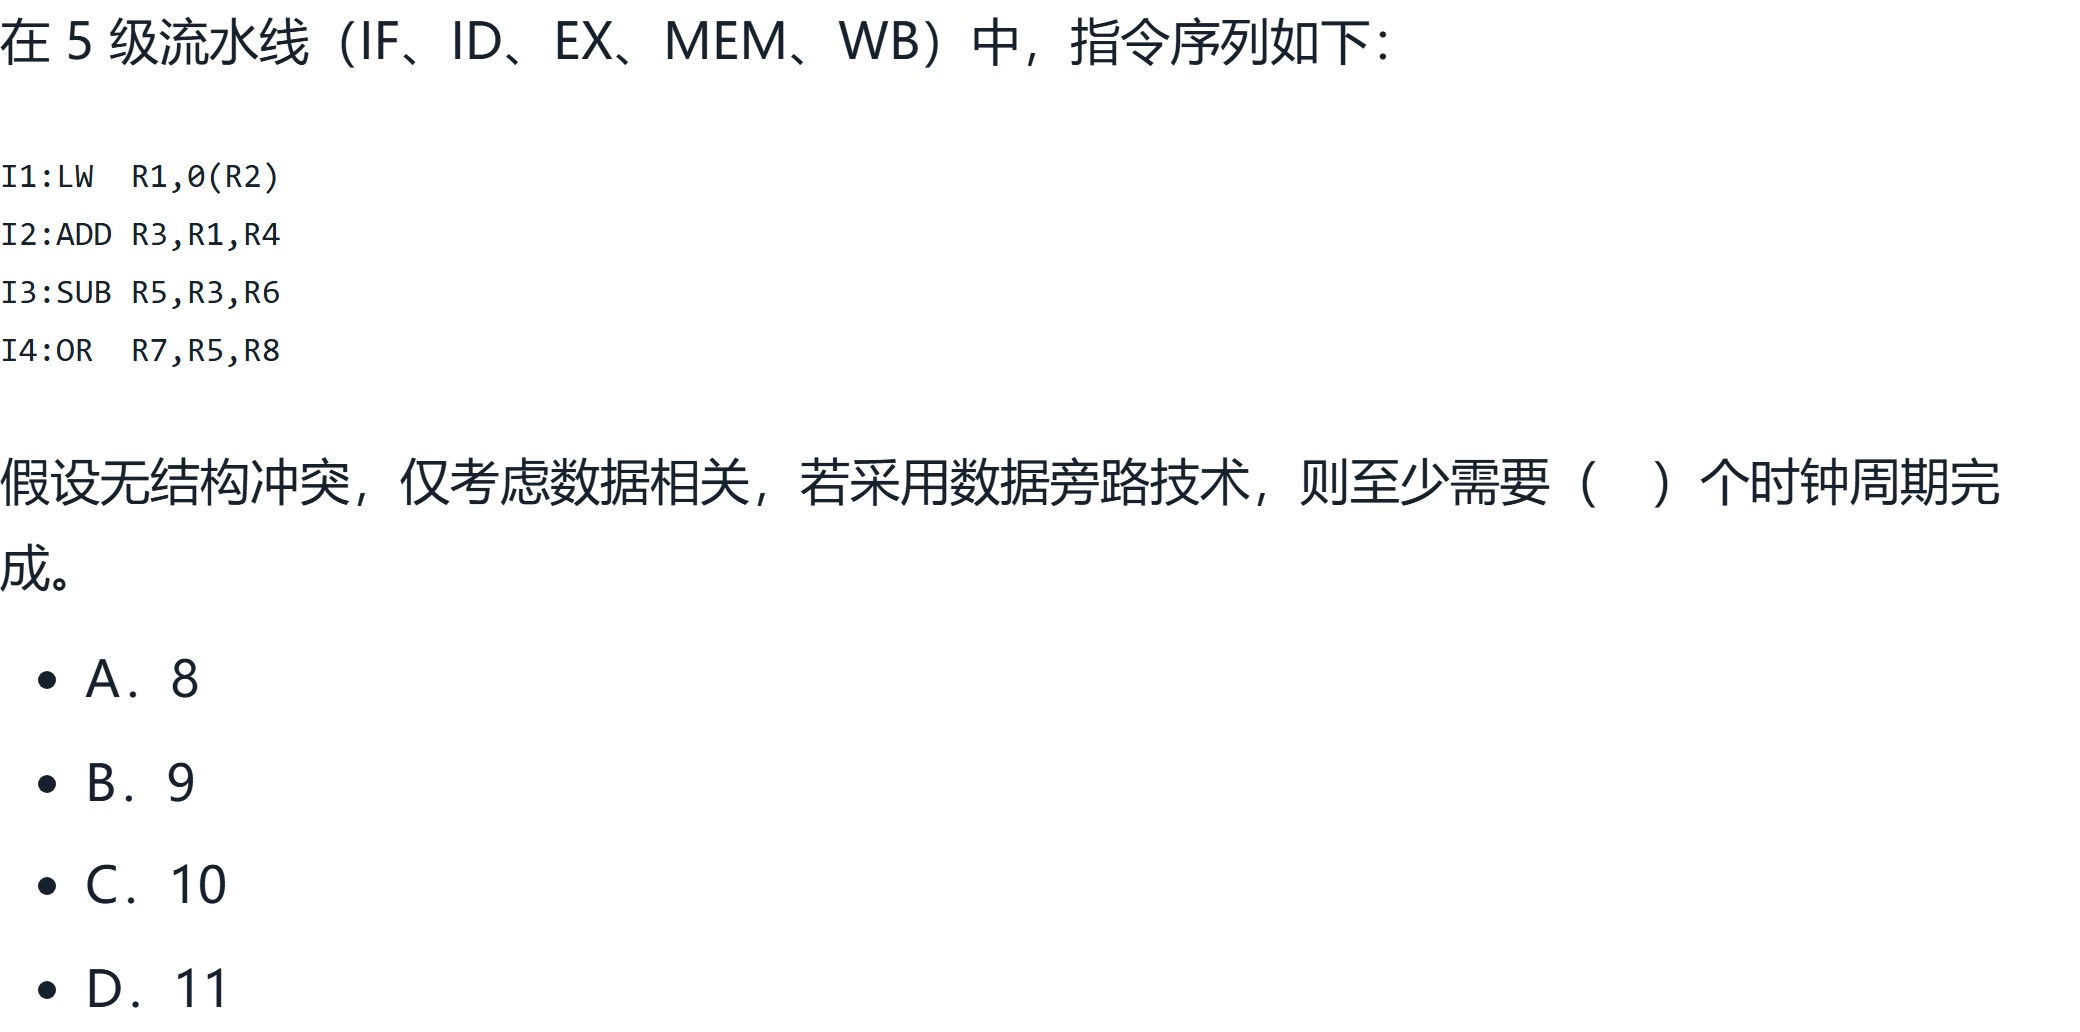 在 5 级流水线（IF、ID、EX、MEM、WB）中，指令序列如下：
I1:LW  R1,0(R2)
I2:ADD R3,R1,R4
I3:SUB R5,R3,R6
I4:OR  R7,R5,R8
假设无结构冲突，仅考虑数据相关，若采用数据旁路技术，则至少需要（　）个时钟周期完
成。
• A．8
• B．9
• C．10
• D．11